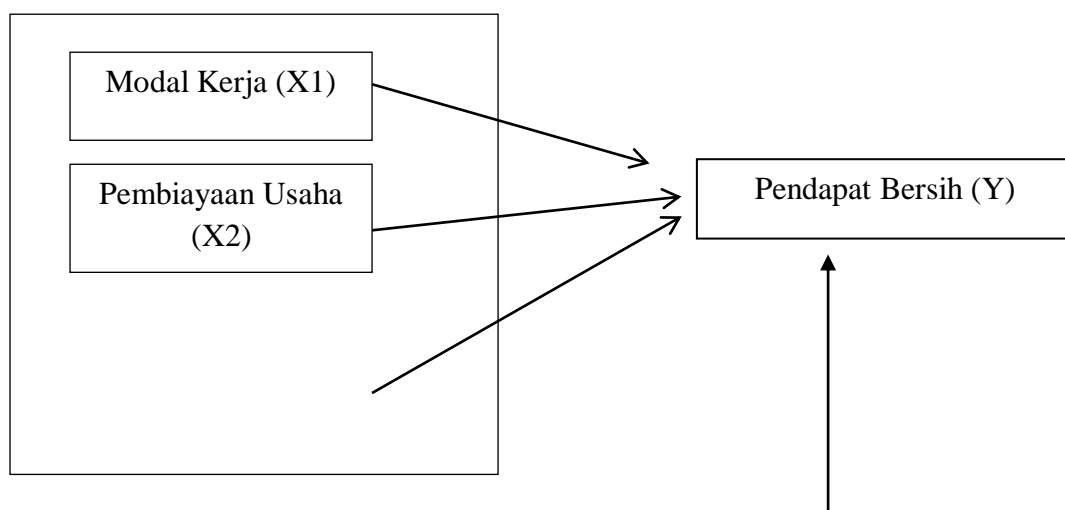 Modal Kerja (X1)
Pembiayaan Usaha
(X2)
Pendapat Bersih (Y)